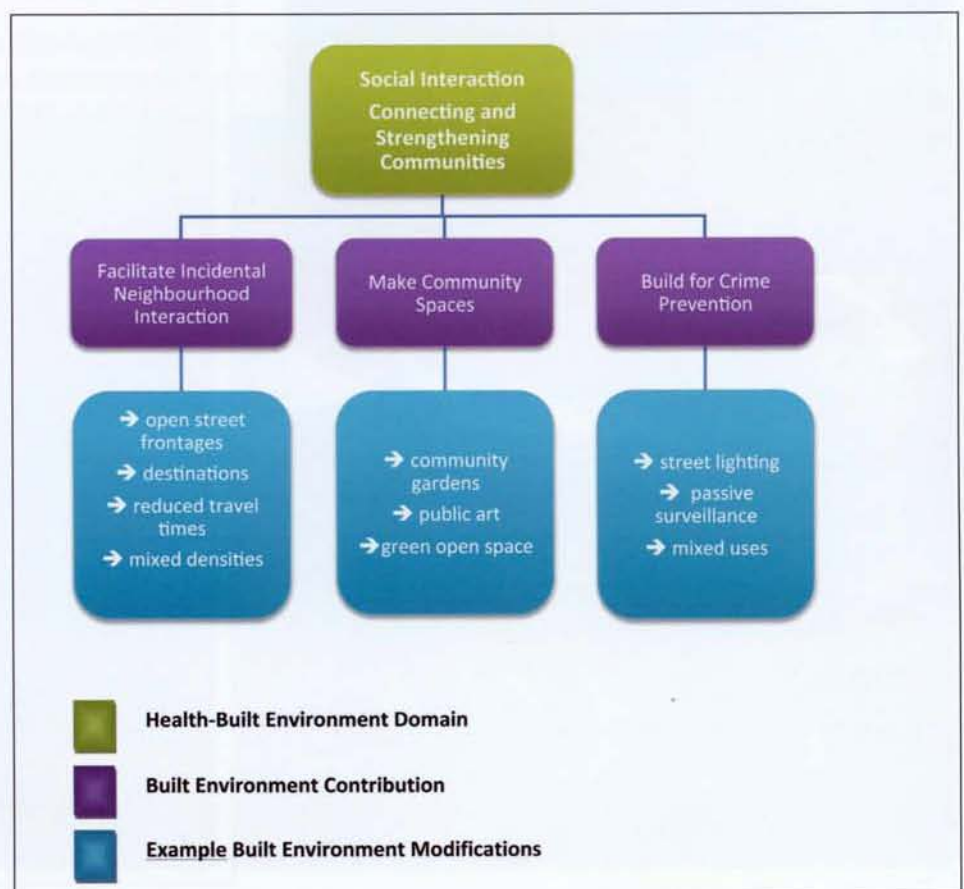 Social Interaction
Connecting and
Strengthening
Communities
Facilitate Incidental
Neighbourhood
Interaction
Make Community
Spaces
Build for Crime
Prevention
→ open street
frontages
→ destinations
→ reduced travel
times
→ mixed densities
→ community
gardens
→ public art
→green open space
→ street lighting
→ passive
surveillance
→ mixed uses
Health-Built Environment Domain
Built Environment Contribution
Example Built Environment Modifications